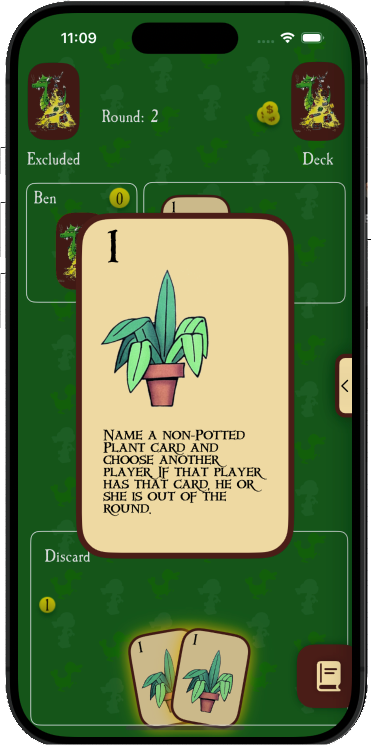 11:09
Round: 2
Excluded
Deck
Ben
0
1
1
Name a non-Potted
Plant card and
choose another
player If that player
has that card, he or
she is out of the
round.
Discard
1
1
1